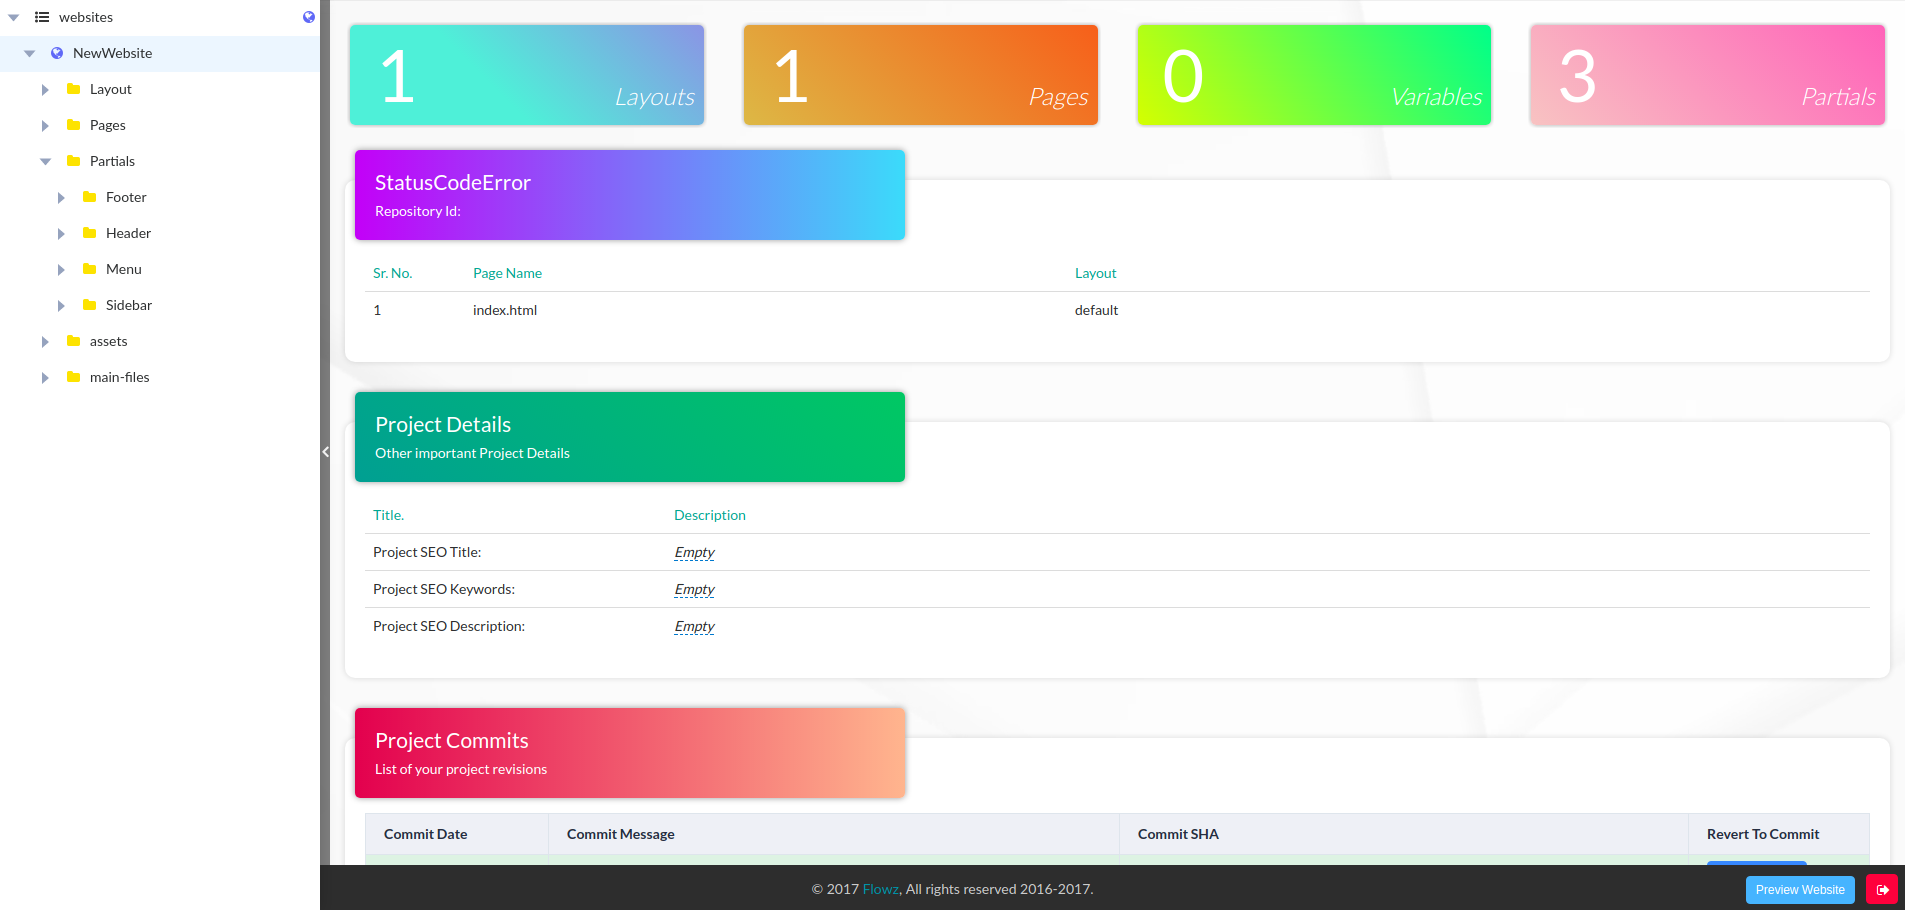 websites
NewWebsite
Layout
Pages
Partials
Footer
Header
Menu
Sidebar
assets
main-files
1 Layouts
1 Pages
0 Variables
3 Partials
StatusCodeError
Repository Id:
Sr. No. Page Name Layout
1 index.html default
Project Details
Other important Project Details
Title. Description
Project SEO Title: Empty
Project SEO Keywords: Empty
Project SEO Description: Empty
Project Commits
List of your project revisions
Commit Date Commit Message Commit SHA Revert To Commit
© 2017 Flowz, All rights reserved 2016-2017.
Preview Website